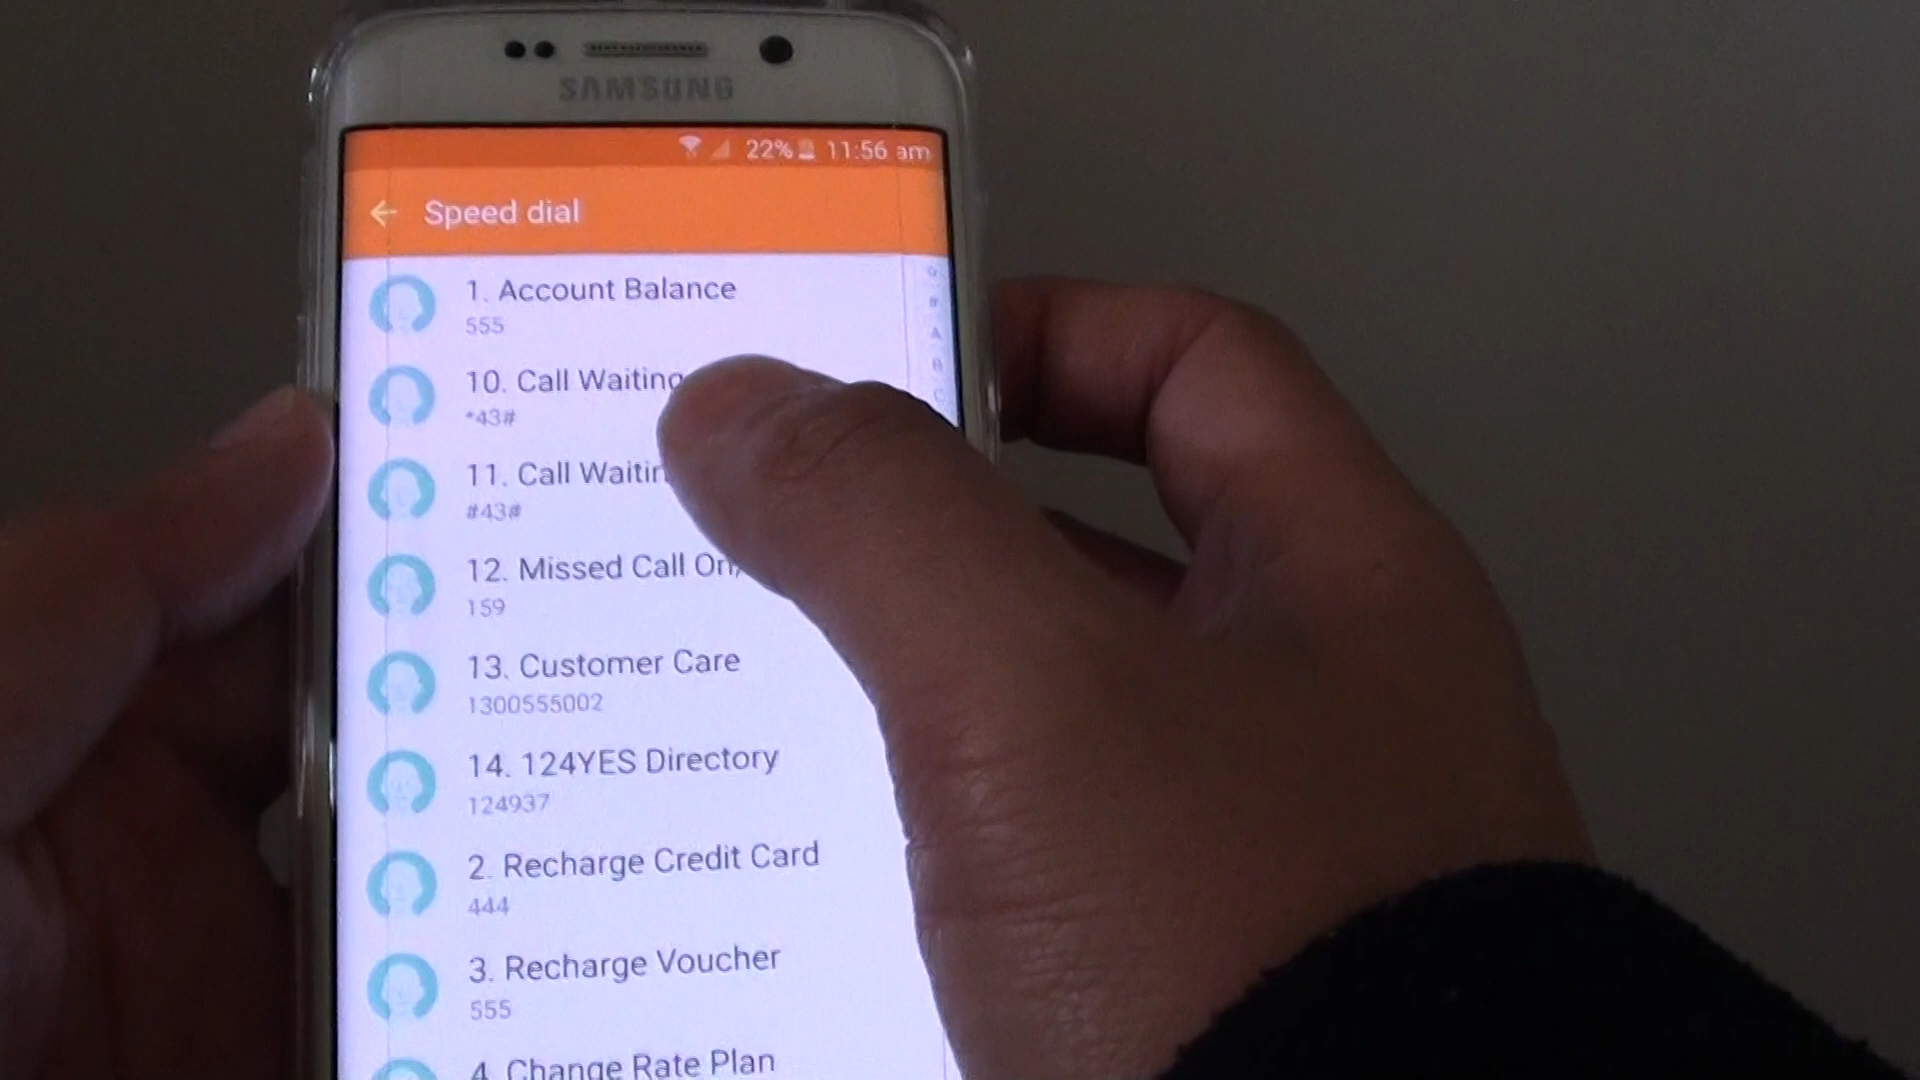 SAMSUNG
22% 11:56 am
Speed dial
1. Account Balance
555
10. Call Waiting
*43#
11. Call
#43#
12. Missed Call
159
13. Customer Care
1300555002
14. 124YES Directory
124937
2. Recharge Credit Card
444
3. Recharge Voucher
555
4. Change Rate Plan
#
A
B
C